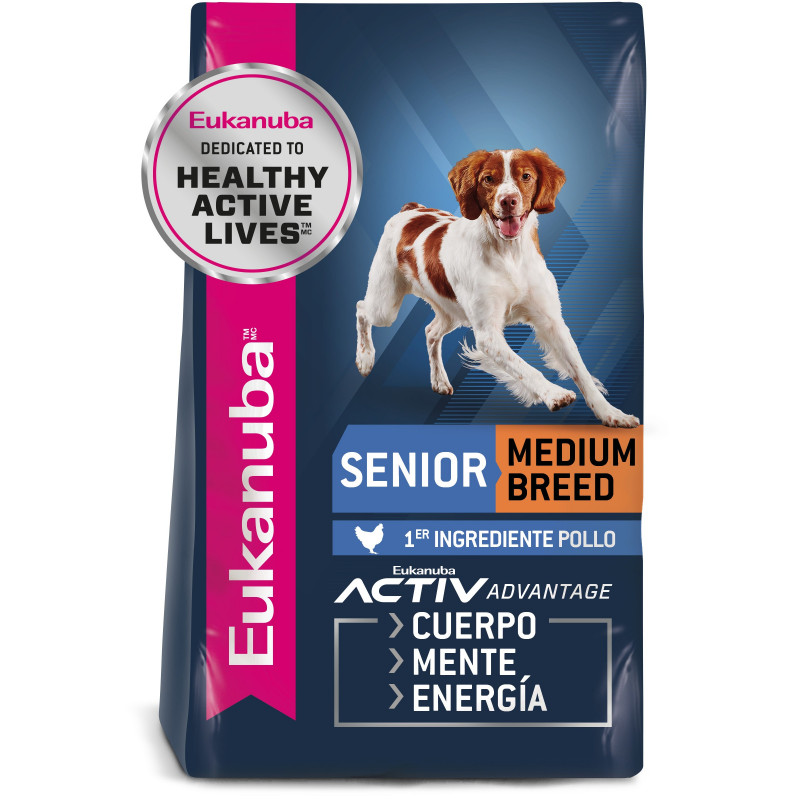 Eukanuba
DEDICATED TO
HEALTHY
ACTIVE
LIVES™MC
Eukanuba™MC
SENIOR
MEDIUM
BREED
1ER INGREDIENTE POLLO
Eukanuba
ACTIV ADVANTAGE
> CUERPO
> MENTE
> ENERGÍA